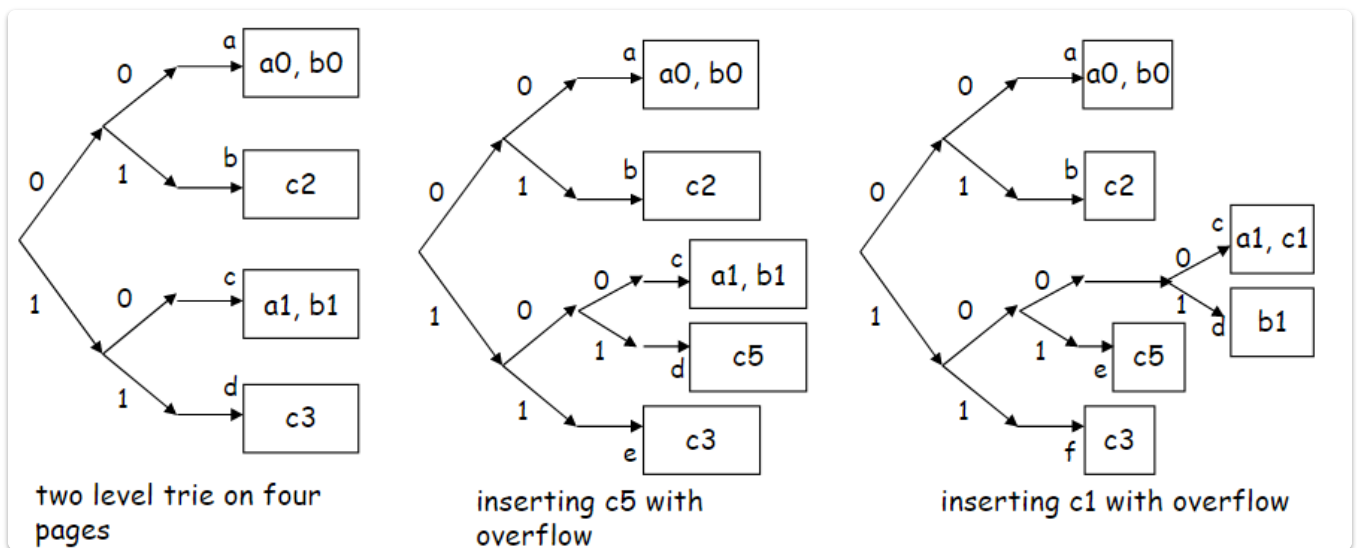 a
a0, b0
0
b
c2
1
0
1
c
a1, b1
0
d
c3
1
two level trie on four
pages
a
a0, b0
0
b
c2
1
0
1
c
a1, b1
0
0
1
d
c5
1
e
c3
inserting c5 with
overflow
a
a0, b0
0
b
c2
1
0
1
c
a1, c1
0
0
0
1
d
b1
1
e
c5
1
f
c3
inserting c1 with overflow